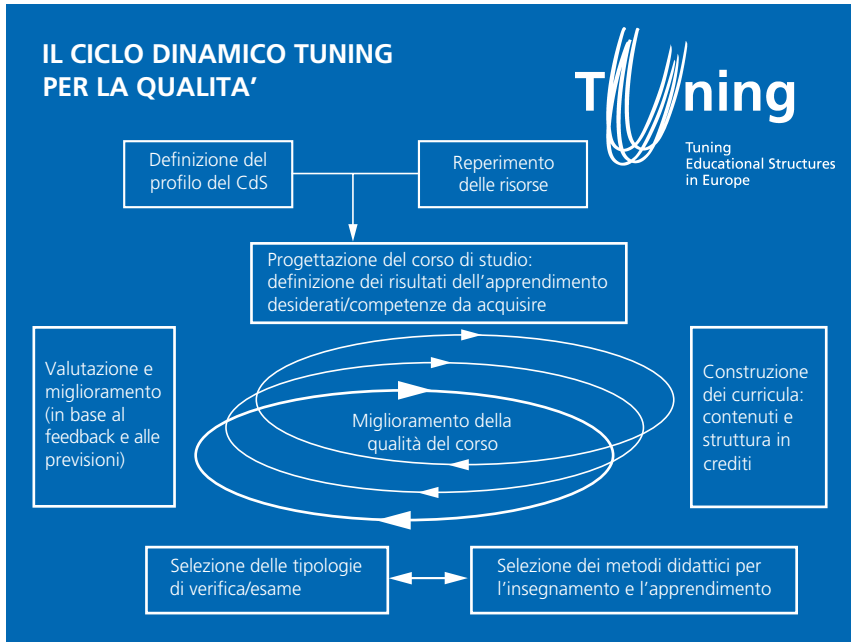 IL CICLO DINAMICO TUNING
PER LA QUALITA’
Tuning
Tuning
Educational Structures
in Europe
Definizione del
profilo del CdS
Reperimento
delle risorse
Progettazione del corso di studio:
definizione dei risultati dell’apprendimento
desiderati/competenze da acquisire
Valutazione e
miglioramento
(in base al
feedback e alle
previsioni)
Miglioramento della
qualità del corso
Construzione
dei curricula:
contenuti e
struttura in
crediti
Selezione delle tipologie
di verifica/esame
Selezione dei metodi didattici per
l’insegnamento e l’apprendimento